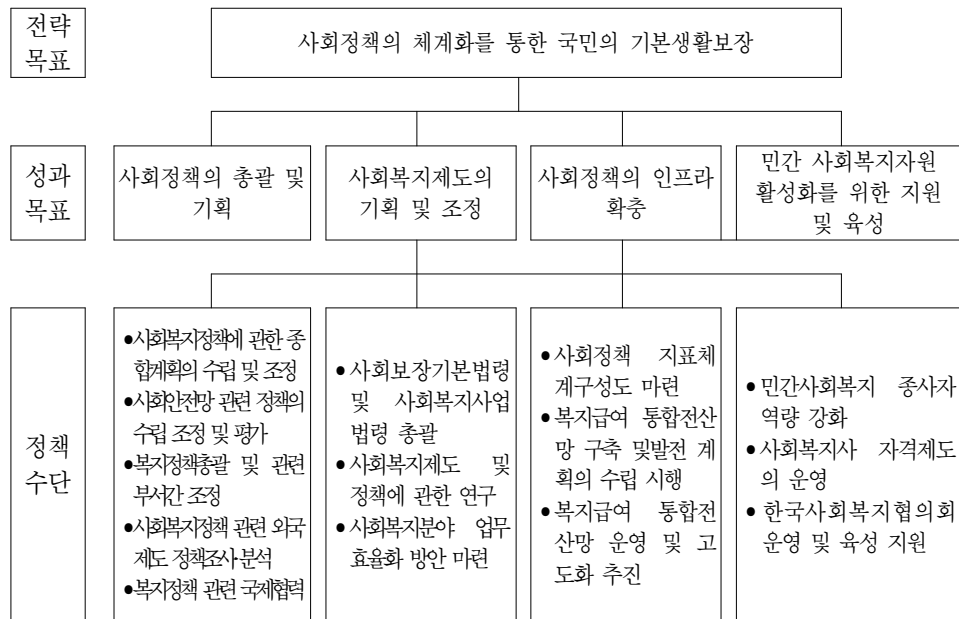 전략
목표
사회정책의 체계화를 통한 국민의 기본생활보장
성과
목표
사회정책의 총괄 및
기획
사회복지제도의
기획 및 조정
사회정책의 인프라
확충
민간 사회복지자원
활성화를 위한 지원
및 육성
정책
수단
●사회복지정책에 관한 종
합계획의 수립 및 조정
●사회안전망 관련 정책의
수립 조정 및 평가
●복지정책총괄 및 관련
부서간 조정
●사회복지정책 관련 외국
제도 정책조사·분석
●복지정책 관련 국제협력
●사회보장기본법령
및 사회복지사업
법령 총괄
●사회복지제도 및
정책에 관한 연구
●사회복지분야 업무
효율화 방안 마련
●사회정책 지표체
계구성도 마련
●복지급여 통합전산
망 구축 및발전 계
획의 수립 시행
●복지급여 통합전
산망 운영 및 고
도화 추진
●민간사회복지 종사자
역량 강화
●사회복지사 자격제도
의 운영
●한국사회복지협의회
운영 및 육성 지원